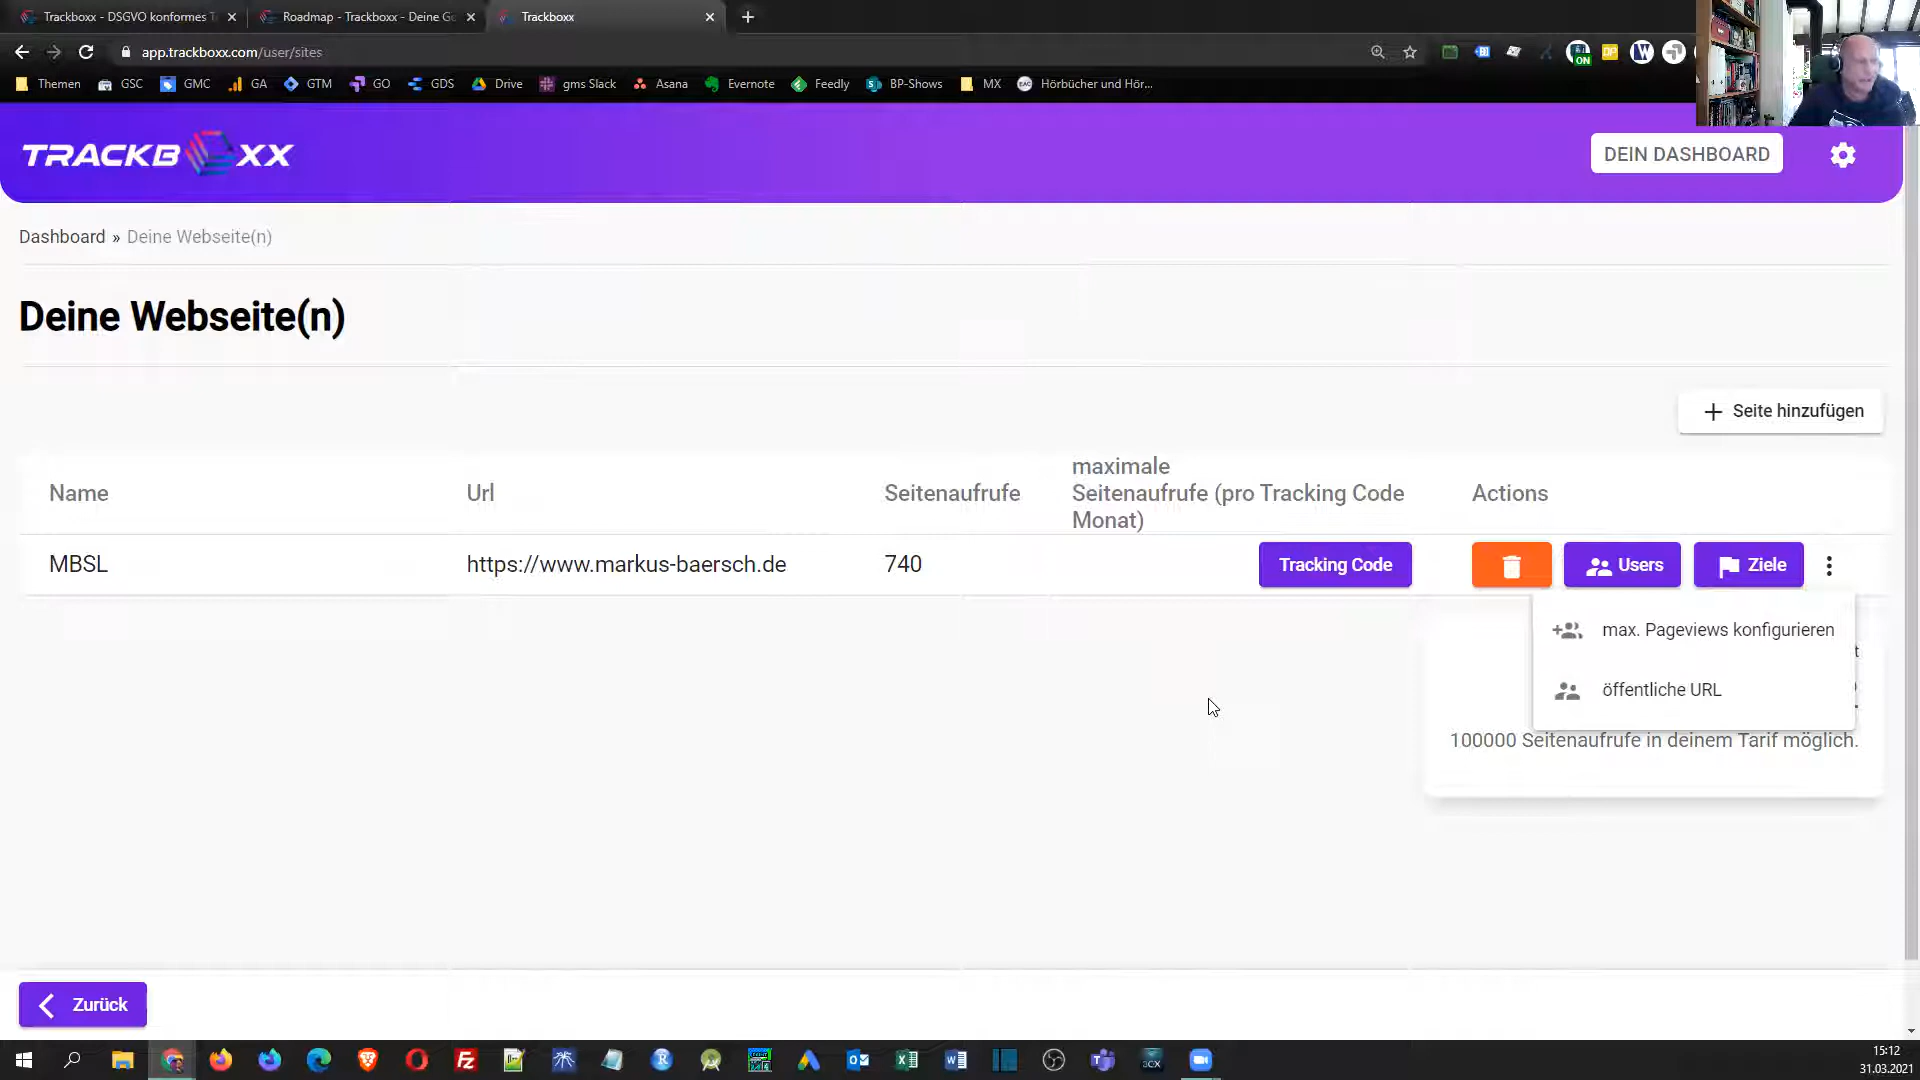 Trackboxx - DSGVO konformes T
Roadmap - Trackboxx - Deine Go
Trackboxx
app.trackboxx.com/user/sites
ON
Themen GSC GMC GA GTM GO GDS Drive gms Slack Asana Evernote Feedly BP-Shows MX Hörbücher und Hör...
TRACKBOXX
DEIN DASHBOARD
Dashboard » Deine Webseite(n)
Deine Webseite(n)
+ Seite hinzufügen
Name Url Seitenaufrufe
maximale
Seitenaufrufe (pro Tracking Code
Monat)
Actions
MBSL https://www.markus-baersch.de 740 Tracking Code Users Ziele
max. Pageviews konfigurieren
öffentliche URL
100000 Seitenaufrufe in deinem Tarif möglich.
Zurück
15:12
31.03.2021